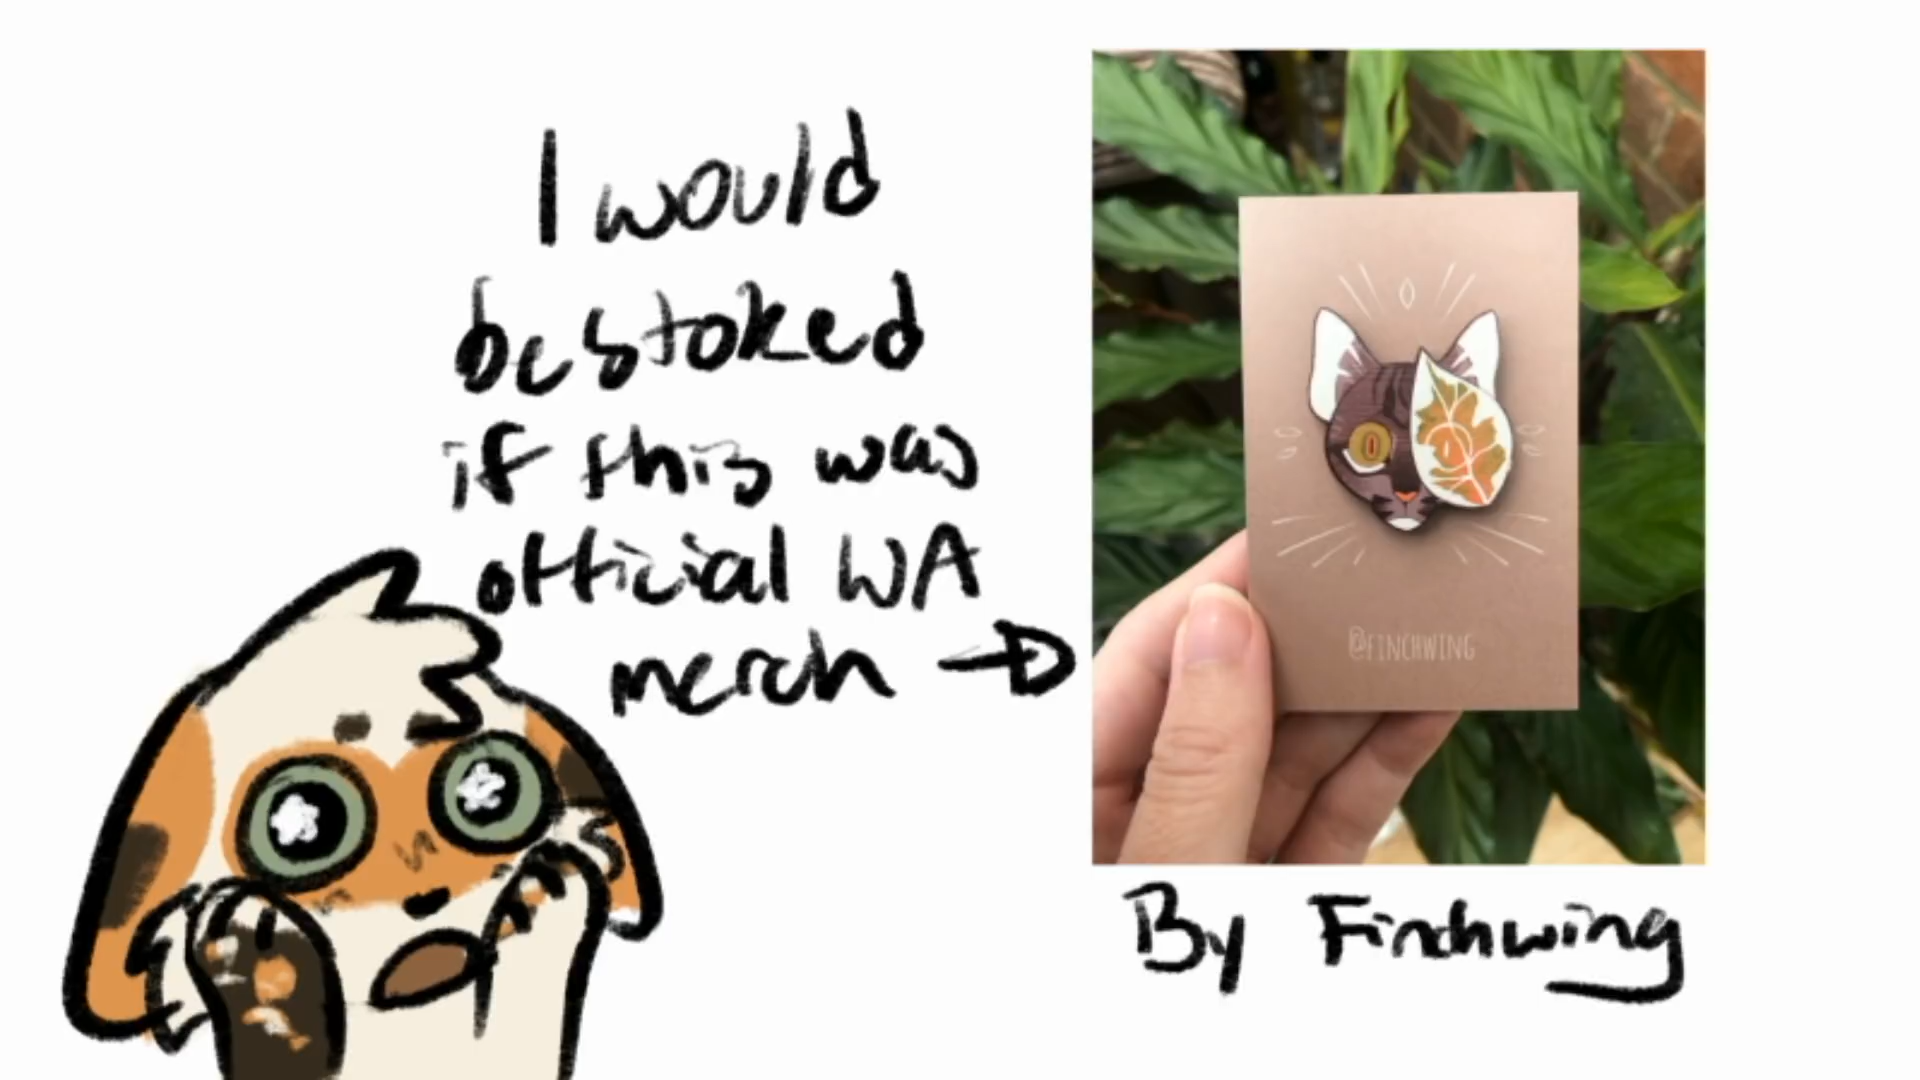 I would
be stoked
if this was
official WA
merch
@FINCHWING
By Finchwing